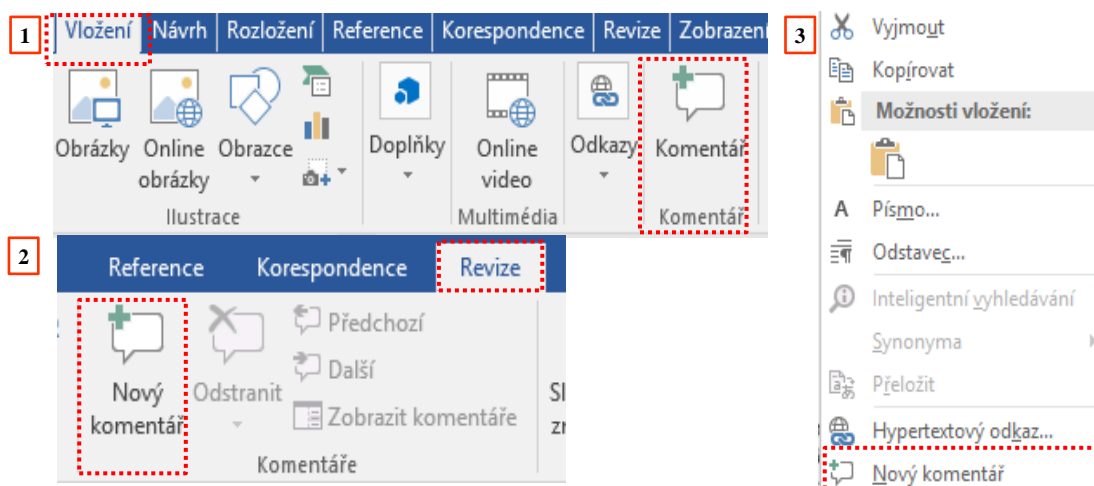 1
Vložení Návrh Rozložení Reference Korespondence Revize Zobrazení
Obrázky Online obrázky Obrazce Doplňky Online video Odkazy Komentář
Ilustrace Multimédia Komentář
2
Reference Korespondence Revize
Nový komentář Odstranit
Předchozí
Další
Zobrazit komentáře
Komentáře
3
Vyjmout
Kopírovat
Možnosti vložení:
A Písmo...
Odstavec...
Inteligentní vyhledávání
Synonyma
Přeložit
Hypertextový odkaz...
Nový komentář